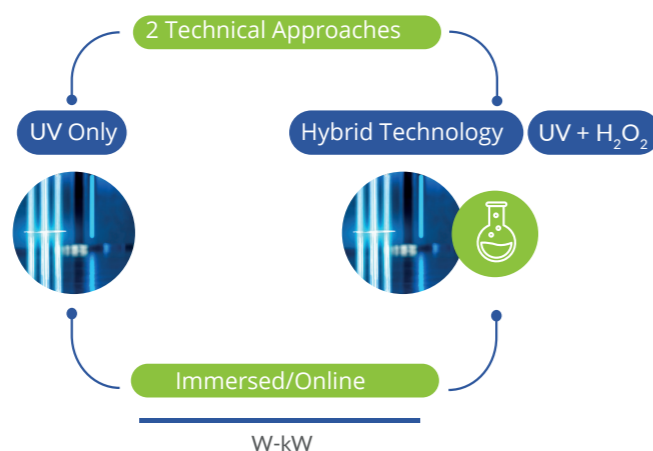 2 Technical Approaches
UV Only
Hybrid Technology
UV + H₂O₂
Immersed/Online
W-kW